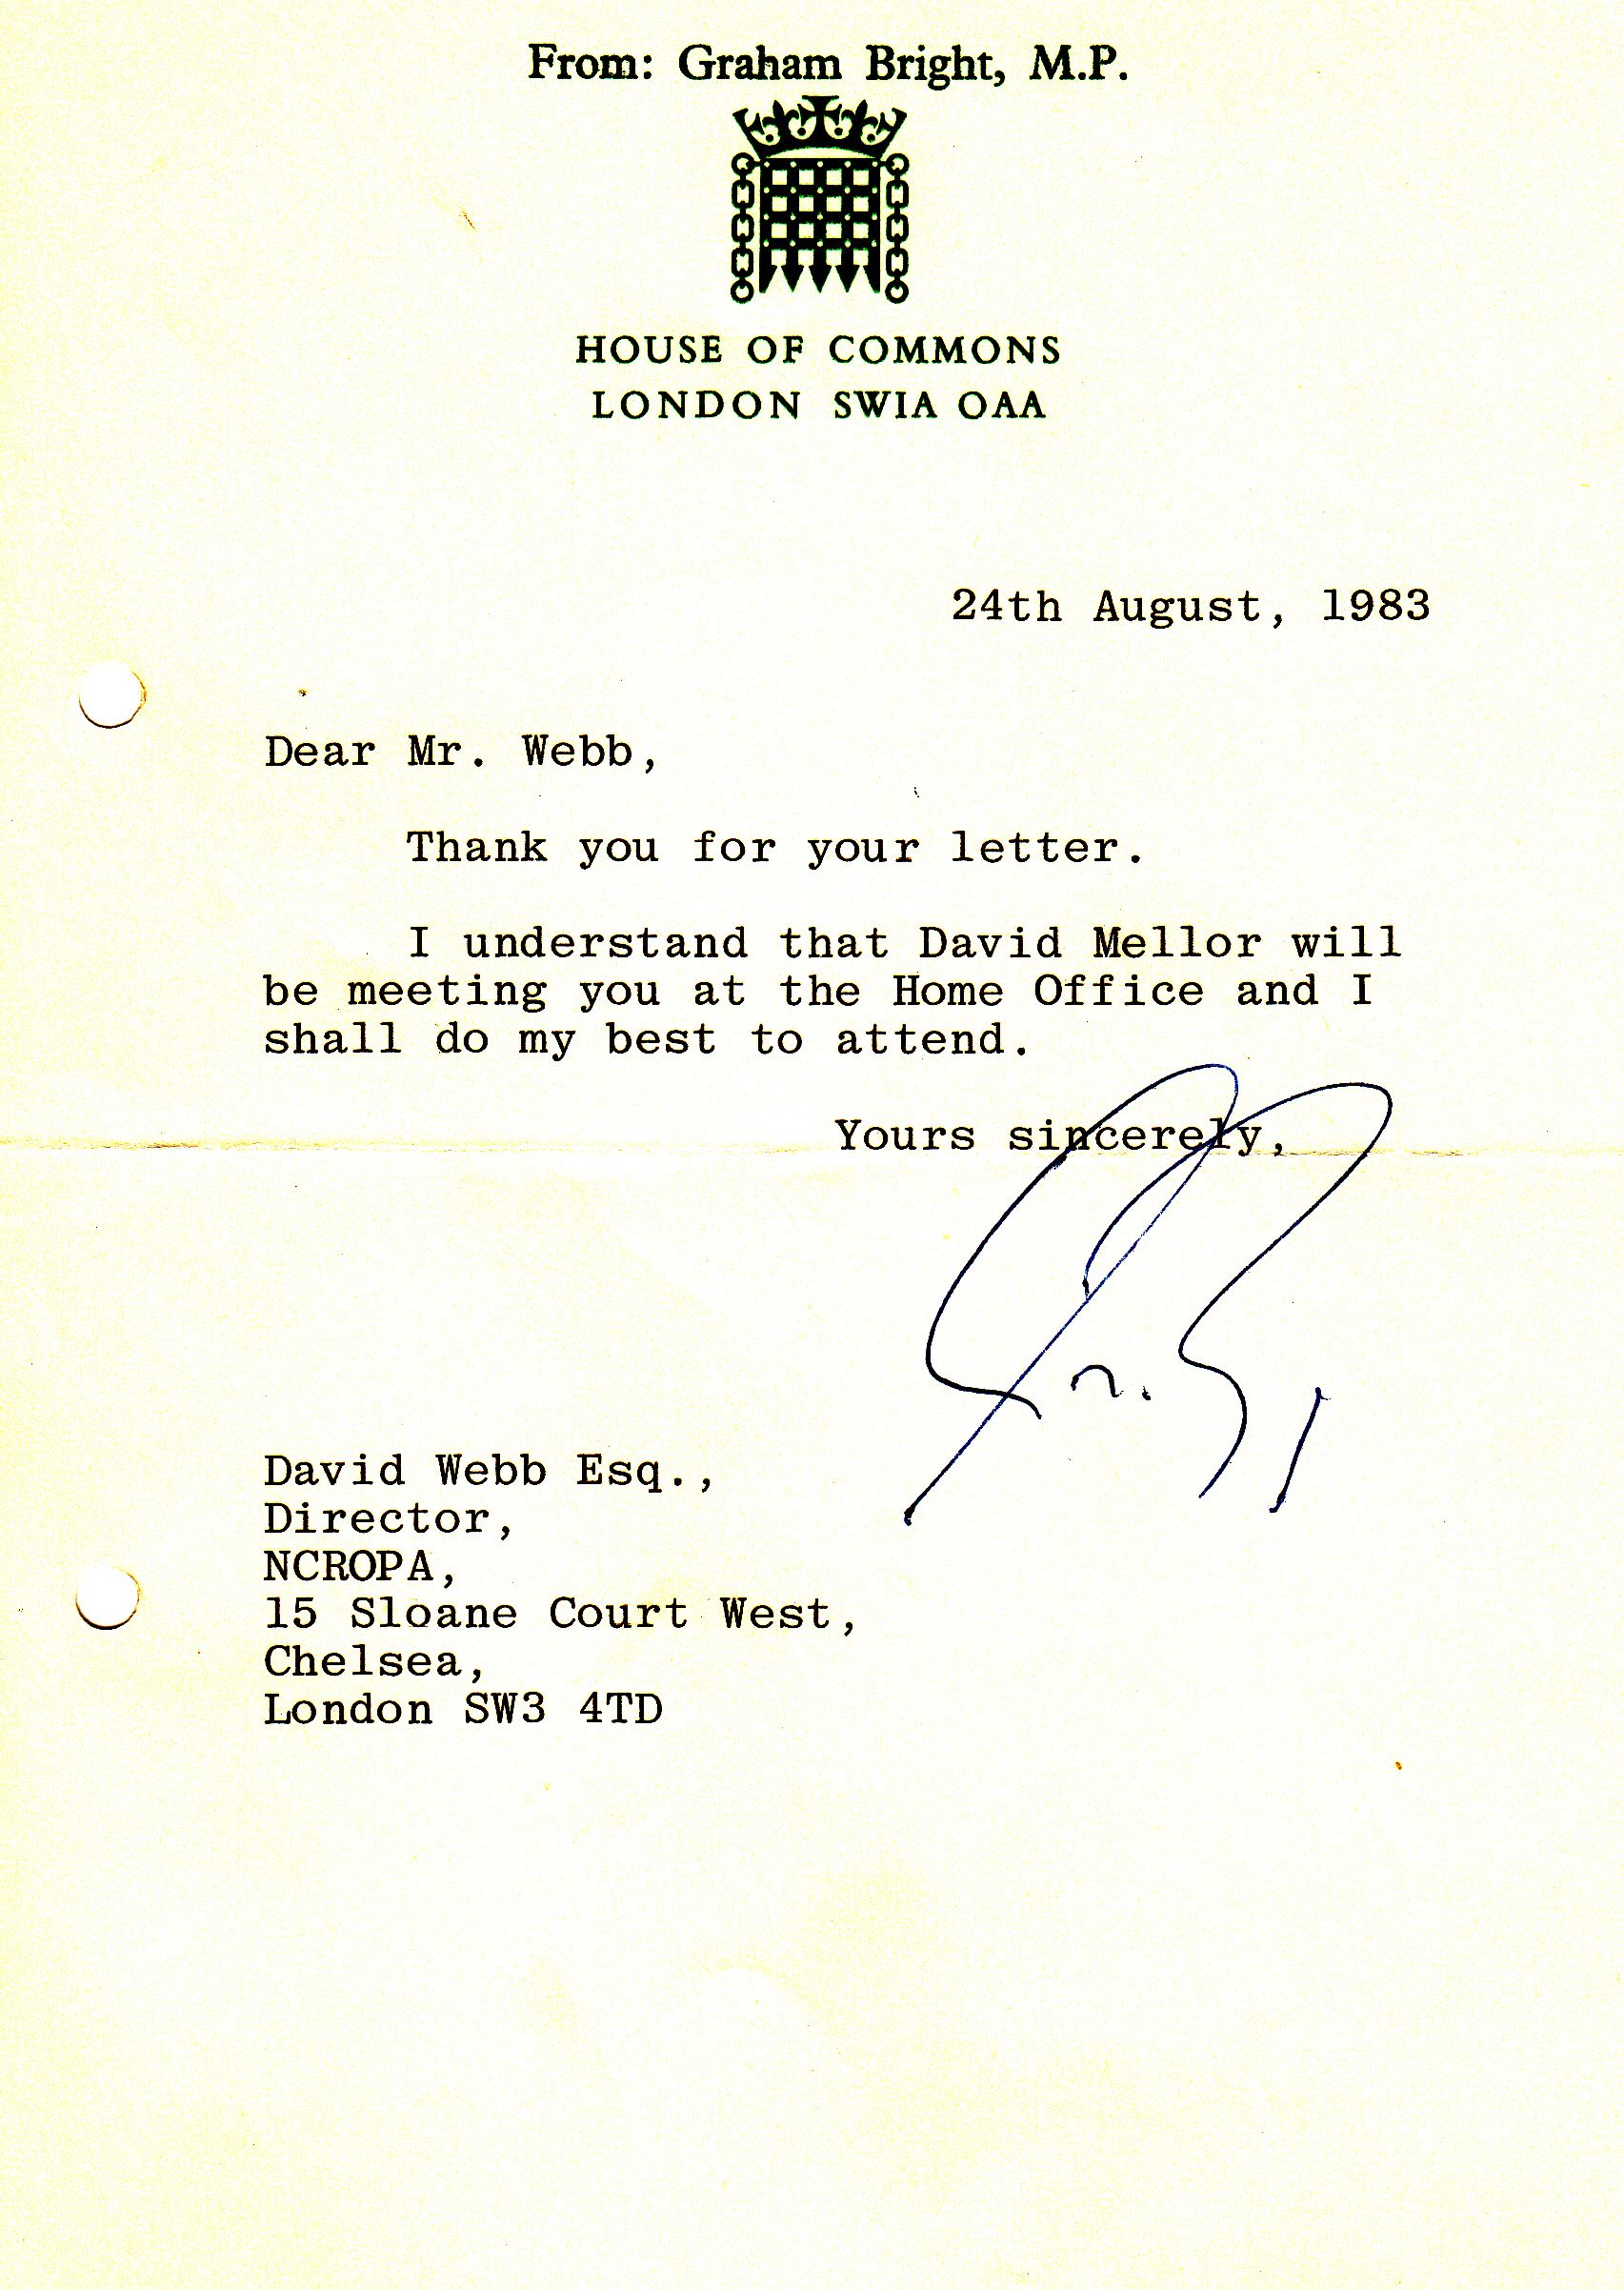 From: Graham Bright, M.P.
HOUSE OF COMMONS
LONDON SWIA OAA
24th August, 1983
Dear Mr. Webb,
Thank you for your letter.
I understand that David Mellor will
be meeting you at the Home Office and I
shall do my best to attend.
Yours sincerely,
David Webb Esq.,
Director,
NCROPA,
15 Sloane Court West,
Chelsea,
London SW3 4TD